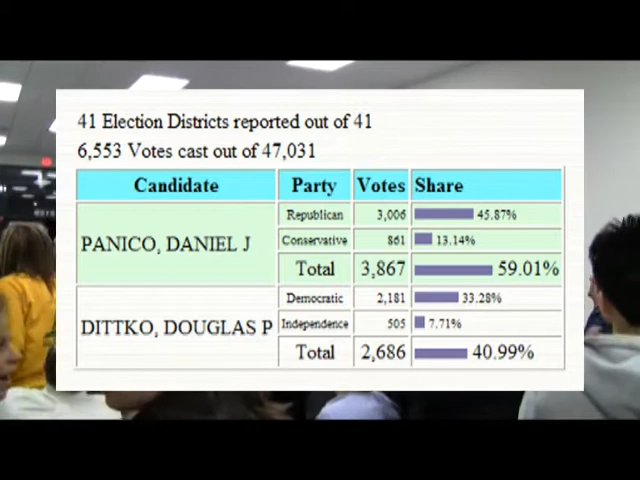 41 Election Districts reported out of 41
6,553 Votes cast out of 47,031
Candidate Party Votes Share
PANICO, DANIEL J
Republican 3,006 45.87%
Conservative 861 13.14%
Total 3,867 59.01%
DITTKO, DOUGLAS P
Democratic 2,181 33.28%
Independence 505 7.71%
Total 2,686 40.99%